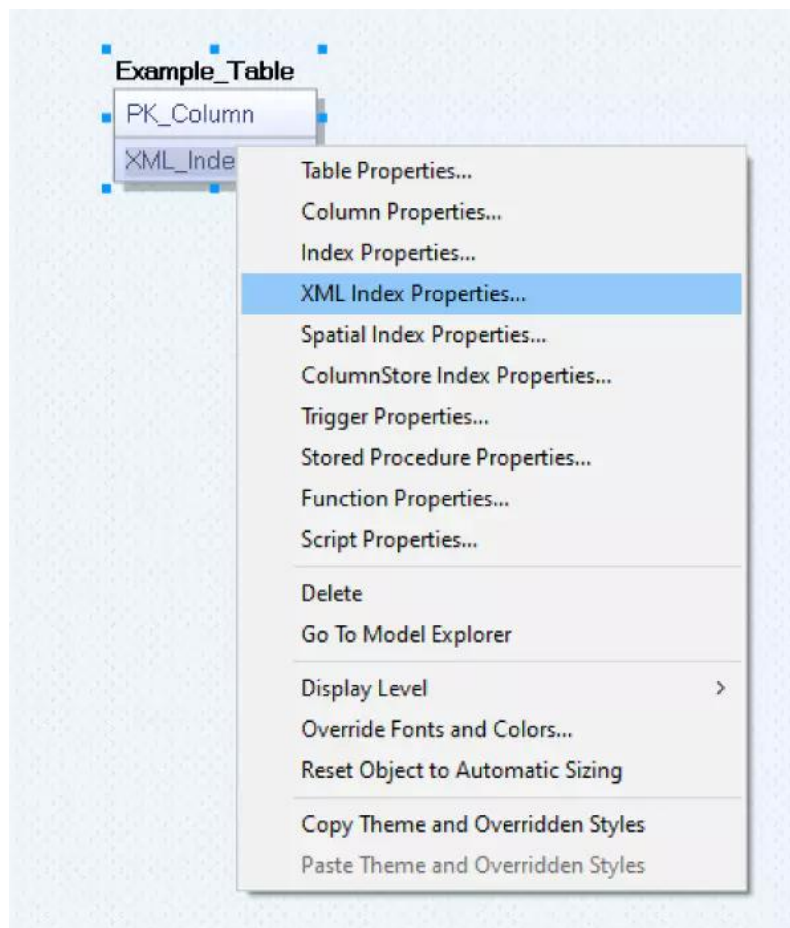 Example_Table
PK_Column
XML_Inde
Table Properties...
Column Properties...
Index Properties...
XML Index Properties...
Spatial Index Properties...
ColumnStore Index Properties...
Trigger Properties...
Stored Procedure Properties...
Function Properties...
Script Properties...
Delete
Go To Model Explorer
Display Level
Override Fonts and Colors...
Reset Object to Automatic Sizing
Copy Theme and Overridden Styles
Paste Theme and Overridden Styles